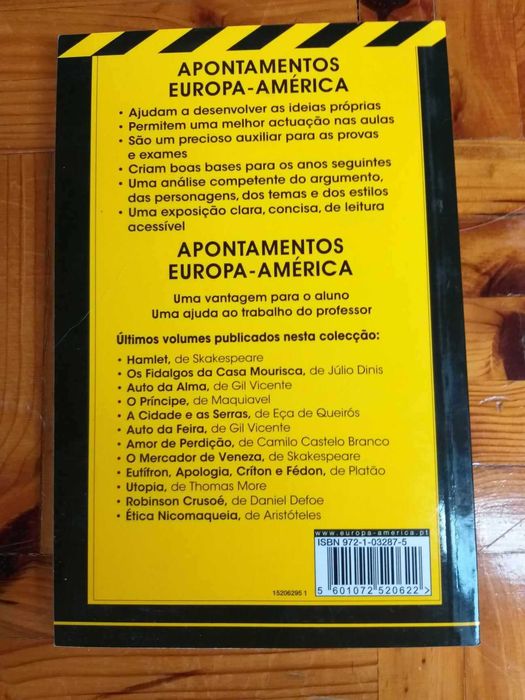 APONTAMENTOS
EUROPA-AMÉRICA
• Ajudam a desenvolver as ideias próprias
• Permitem uma melhor actuação nas aulas
• São um precioso auxiliar para as provas
e exames
• Criam boas bases para os anos seguintes
• Uma análise competente do argumento,
das personagens, dos temas e dos estilos
• Uma exposição clara, concisa, de leitura
acessível
APONTAMENTOS
EUROPA-AMÉRICA
Uma vantagem para o aluno
Uma ajuda ao trabalho do professor
Últimos volumes publicados nesta colecção:
• Hamlet, de Skakespeare
• Os Fidalgos da Casa Mourisca, de Júlio Dinis
• Auto da Alma, de Gil Vicente
• O Príncipe, de Maquiavel
• A Cidade e as Serras, de Eça de Queirós
• Auto da Feira, de Gil Vicente
• Amor de Perdição, de Camilo Castelo Branco
• O Mercador de Veneza, de Skakespeare
• Eutífron, Apologia, Críton e Fédon, de Platão
• Utopia, de Thomas More
• Robinson Crusoé, de Daniel Defoe
• Ética Nicomaqueia, de Aristóteles
www.europa-america.pt
ISBN 972-1-03287-5
15206295 1
5 601072 520622 >